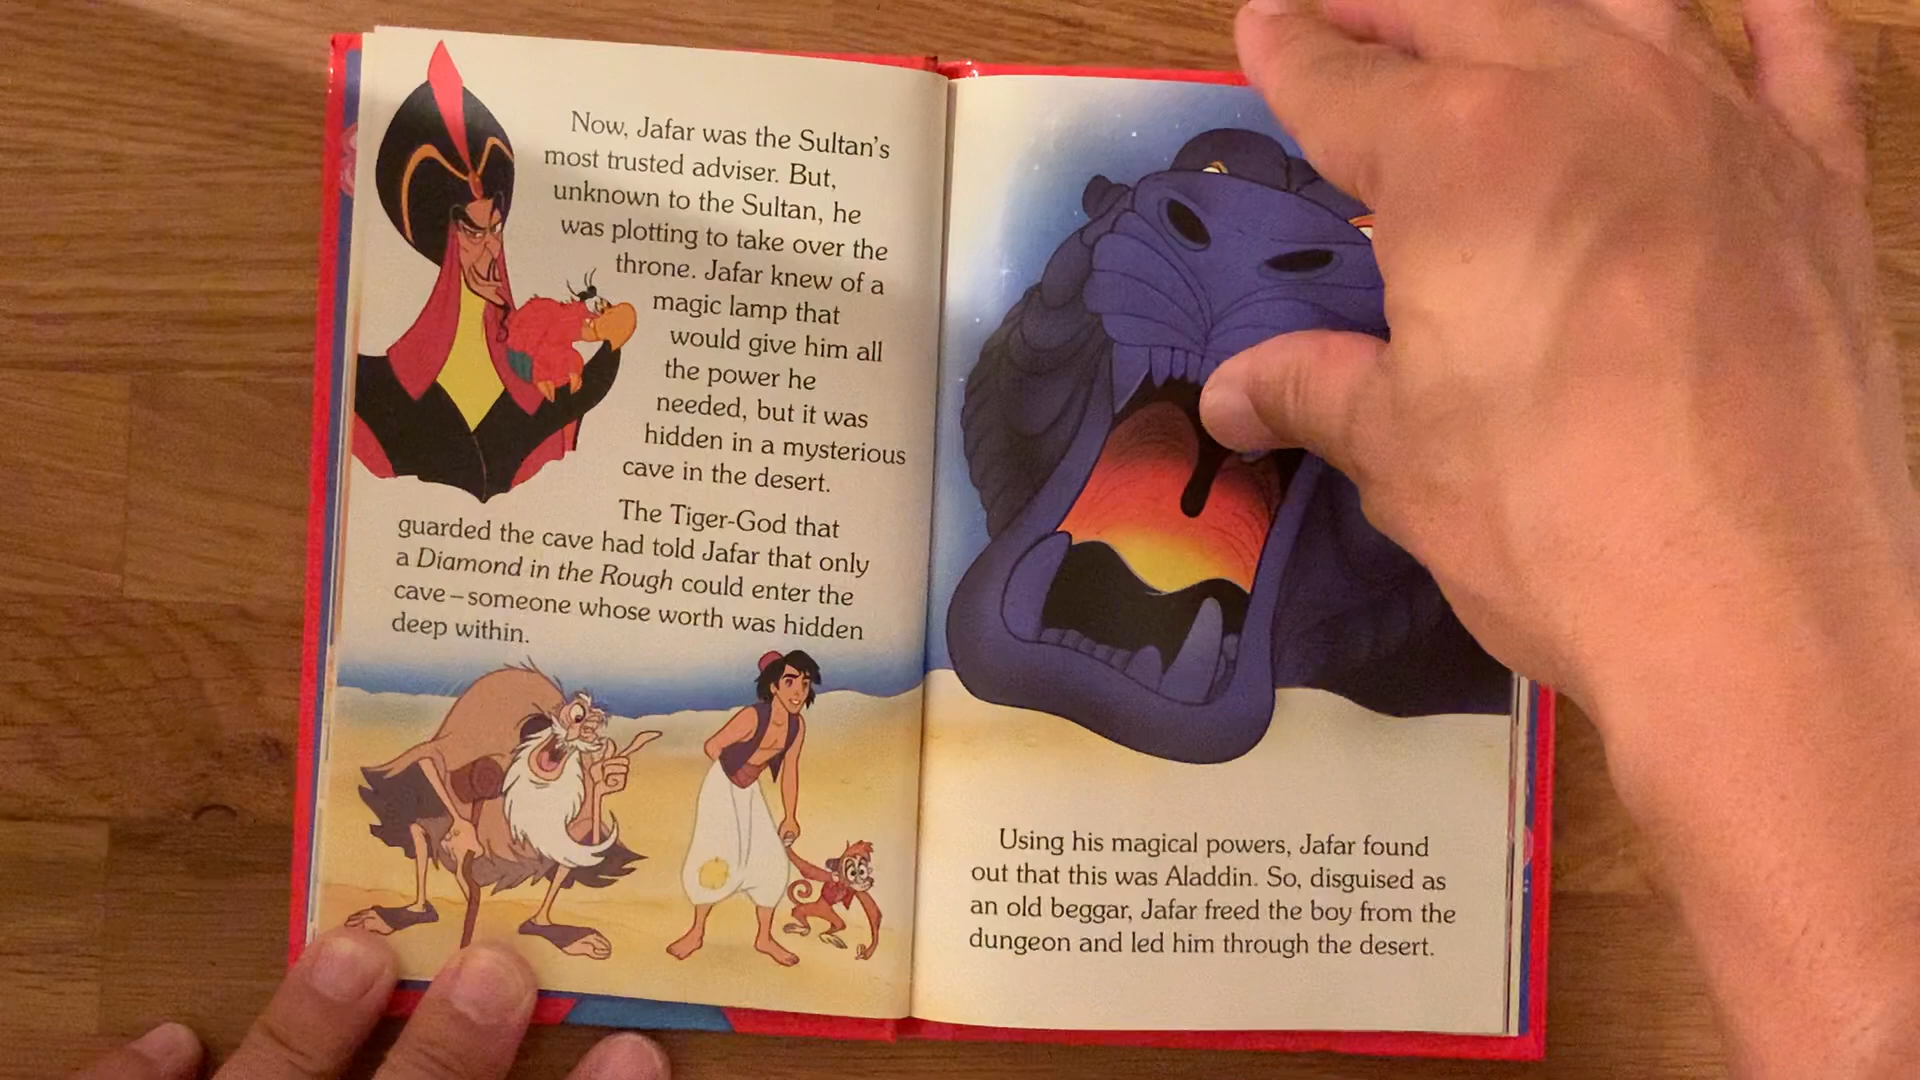 Now, Jafar was the Sultan's
most trusted adviser. But,
unknown to the Sultan, he
was plotting to take over the
throne. Jafar knew of a
magic lamp that
would give him all
the power he
needed, but it was
hidden in a mysterious
cave in the desert.
The Tiger-God that
guarded the cave had told Jafar that only
a Diamond in the Rough could enter the
cave – someone whose worth was hidden
deep within.
Using his magical powers, Jafar found
out that this was Aladdin. So, disguised as
an old beggar, Jafar freed the boy from the
dungeon and led him through the desert.